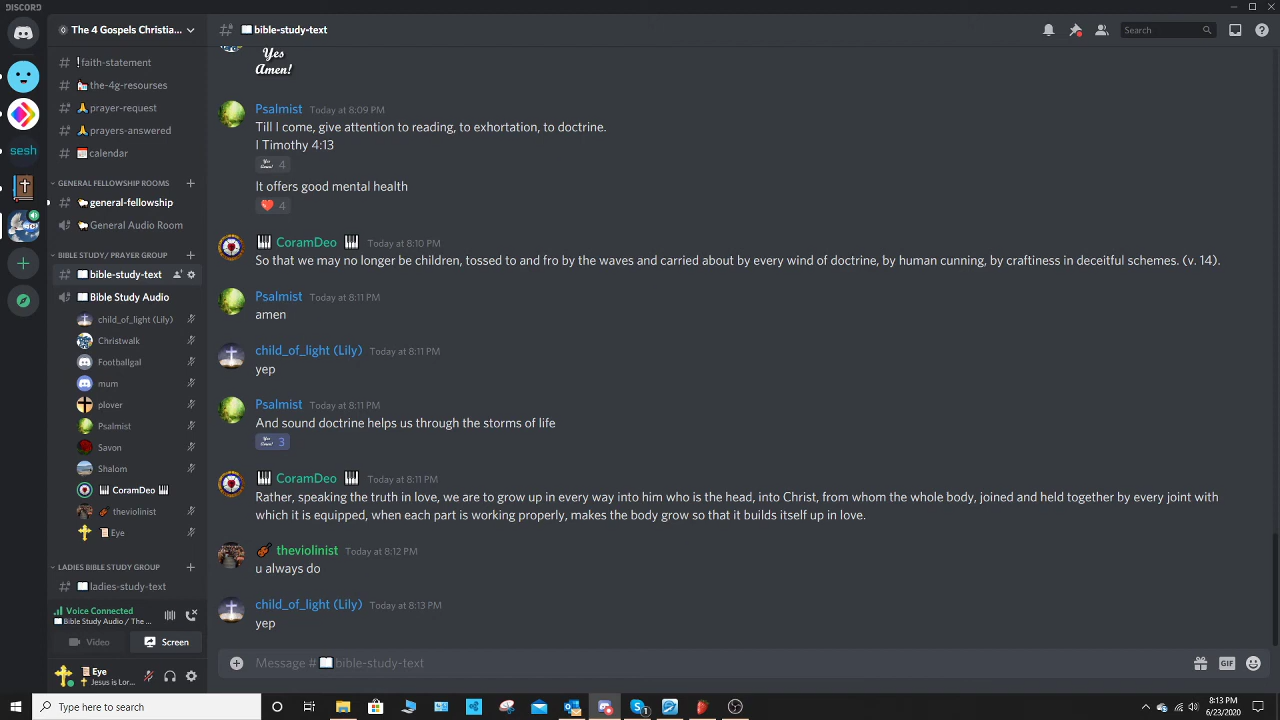 DISCORD
The 4 Gospels Christia...
bible-study-text
Search
faith-statement
the-4g-resourses
prayer-request
prayers-answered
calendar
GENERAL FELLOWSHIP ROOMS
general-fellowship
General Audio Room
BIBLE STUDY/ PRAYER GROUP
bible-study-text
Bible Study Audio
child_of_light (Lily)
Christwalk
Footballgal
mum
plover
Psalmist
Savon
Shalom
CoramDeo
theviolinist
Eye
LADIES BIBLE STUDY GROUP
ladies-study-text
Voice Connected
Bible Study Audio / The ...
Video
Screen
Eye
Jesus is Lor...
sesh
Yes
Amen!
Psalmist Today at 8:09 PM
Till I come, give attention to reading, to exhortation, to doctrine.
I Timothy 4:13
Yes Amen! 4
It offers good mental health
4
CoramDeo Today at 8:10 PM
So that we may no longer be children, tossed to and fro by the waves and carried about by every wind of doctrine, by human cunning, by craftiness in deceitful schemes. (v. 14).
Psalmist Today at 8:11 PM
amen
child_of_light (Lily) Today at 8:11 PM
yep
Psalmist Today at 8:11 PM
And sound doctrine helps us through the storms of life
Yes Amen! 3
CoramDeo Today at 8:11 PM
Rather, speaking the truth in love, we are to grow up in every way into him who is the head, into Christ, from whom the whole body, joined and held together by every joint with
which it is equipped, when each part is working properly, makes the body grow so that it builds itself up in love.
theviolinist Today at 8:12 PM
u always do
child_of_light (Lily) Today at 8:13 PM
yep
Message # bible-study-text
GIF
Type here to search
8:13 PM
6/23/2020